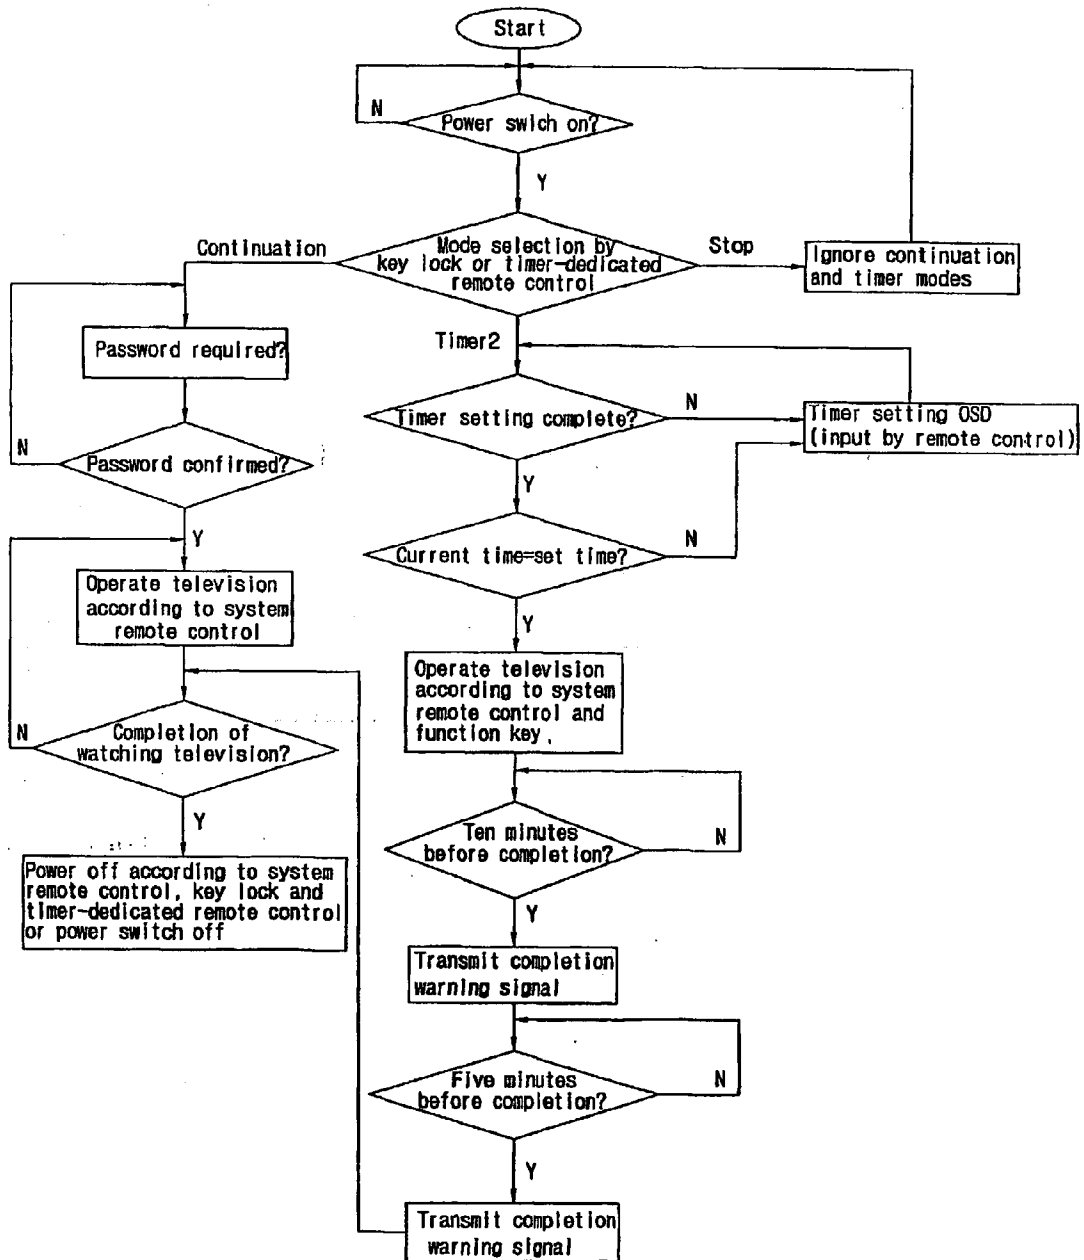 Start
N
Power swich on?
Y
Continuation
Mode selection by
key lock or timer-dedicated
remote control
Stop
Ignore continuation
and timer modes
Password required?
Timer2
N
Password confirmed?
Timer setting complete?
N
Timer setting OSD
(input by remote control)
Y
Y
Current time=set time?
N
Operate television
according to system
remote control
Y
Operate television
according to system
remote control and
function key.
N
Completion of
watching television?
Y
Ten minutes
before completion?
N
Power off according to system
remote control, key lock and
timer-dedicated remote control
or power switch off
Y
Transmit completion
warning signal
Five minutes
before completion?
N
Y
Transmit completion
warning signal